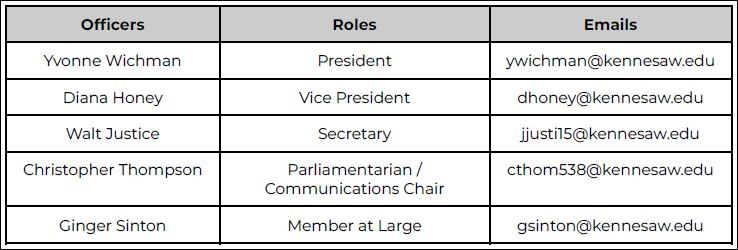 Officers Roles Emails
Yvonne Wichman President ywichman@kennesaw.edu
Diana Honey Vice President dhoney@kennesaw.edu
Walt Justice Secretary jjusti15@kennesaw.edu
Christopher Thompson Parliamentarian / cthom538@kennesaw.edu
Communications Chair
Ginger Sinton Member at Large gsinton@kennesaw.edu